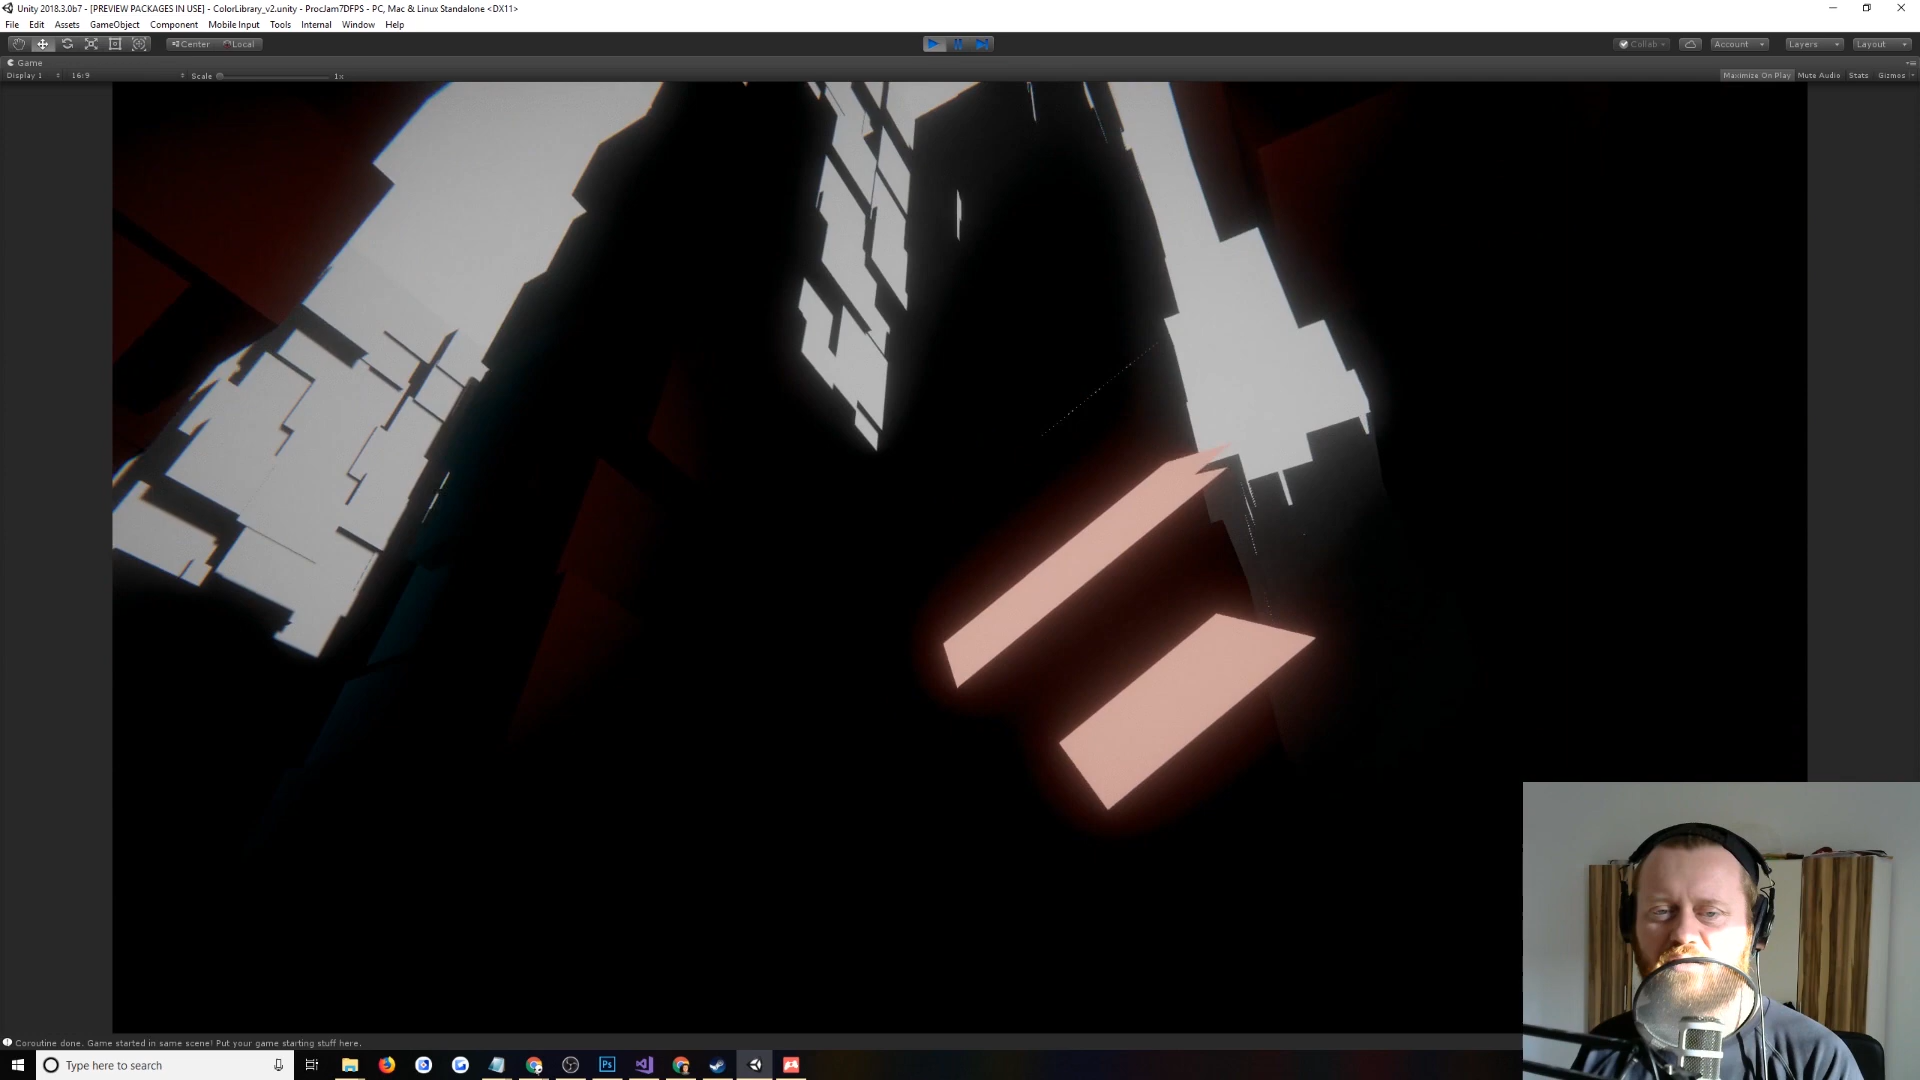 Unity 2018.3.0b7 - [PREVIEW PACKAGES IN USE] - ColorLibrary_v2.unity - ProcJam7DFPS - PC, Mac & Linux Standalone <DX11>
File Edit Assets GameObject Component Mobile Input Tools Internal Window Help
Center Local Collab Account Layers Layout
Game
Display 1 16:9 Scale 1x Maximize On Play Mute Audio Stats Gizmos
Coroutine done. Game started in same scene! Put your game starting stuff here.
Type here to search Ps